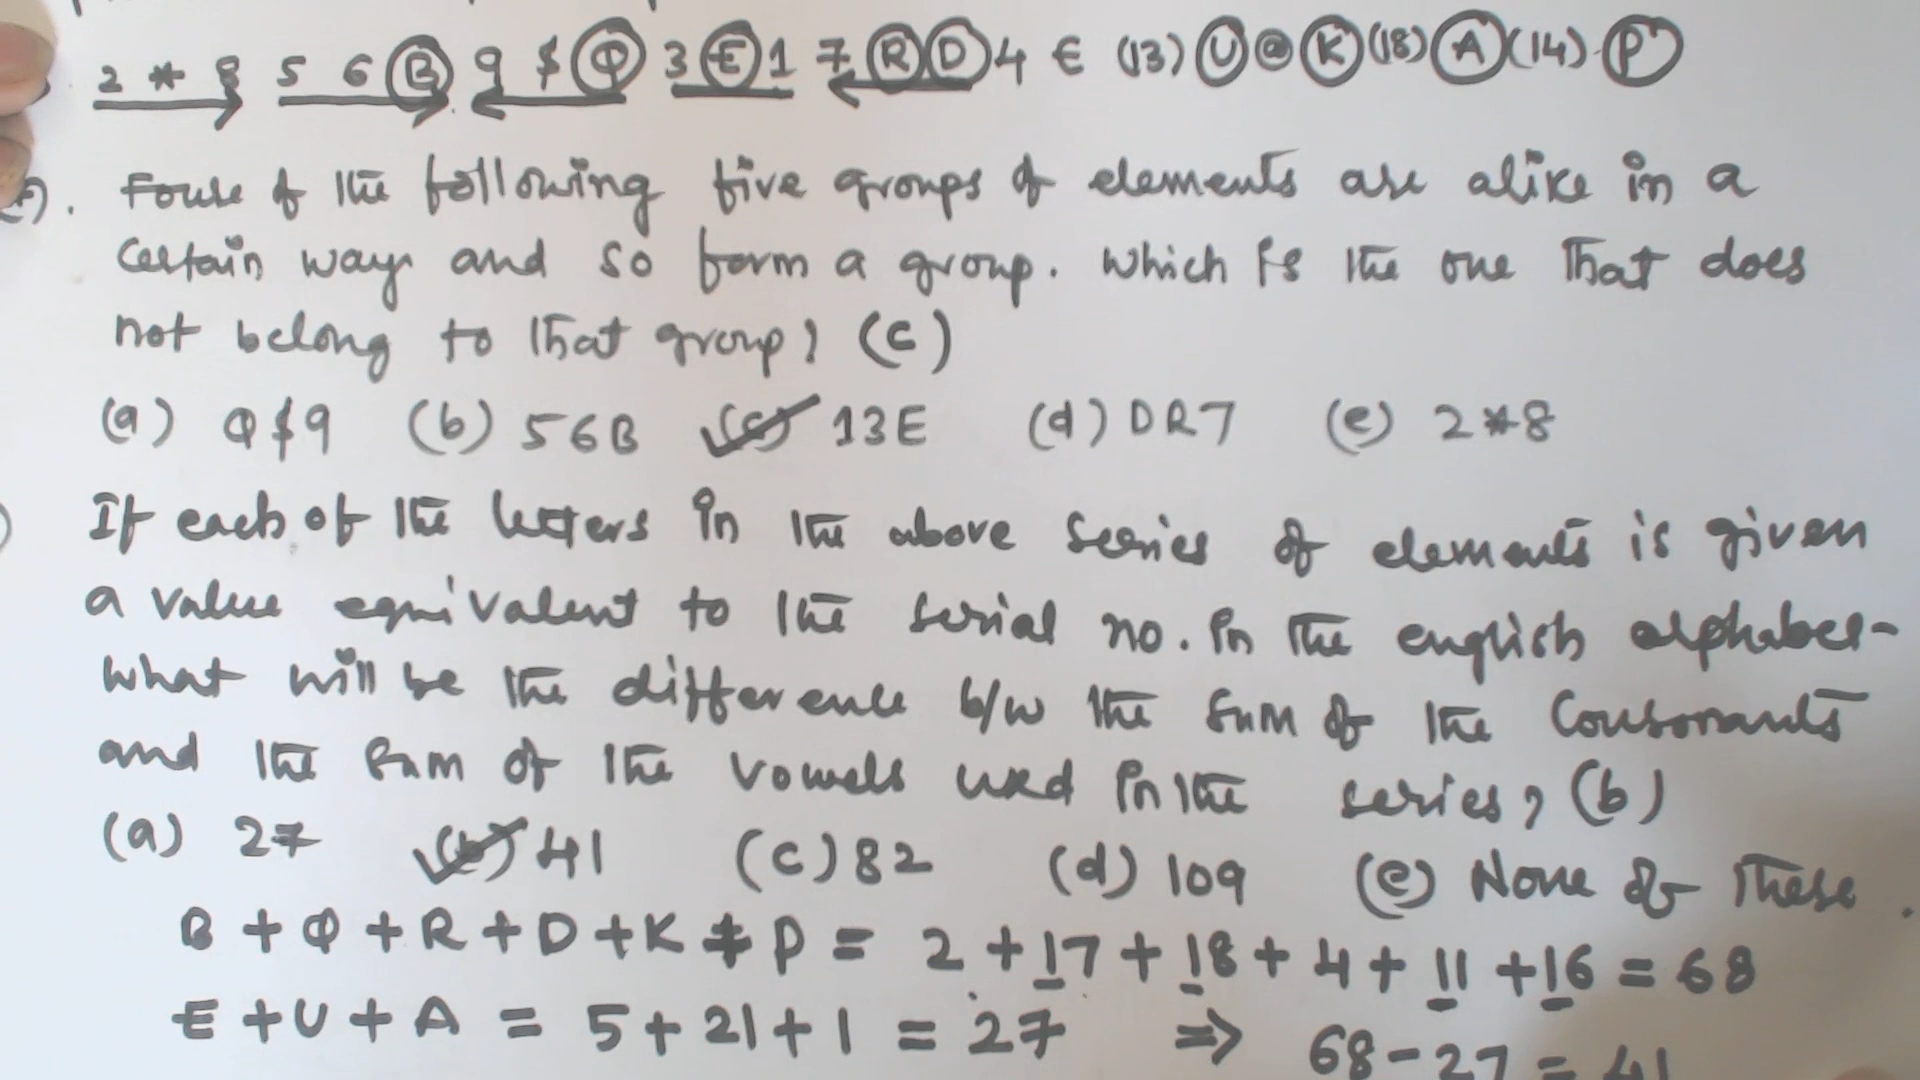 2 * 8 5 6 B 9 $ Q 3 E 1 7 R D 4 € (13) U @ K (18) A (14) P
Four of the following five groups of elements are alike in a
Certain way and so form a group. Which is the one that does
not belong to that group? (c)
(a) Q$9 (b) 56B (c) 13E (d) DR7 (e) 2*8
If each of the letters in the above series of elements is given
a value equivalent to the serial no. in the english alphabet-
what will be the difference b/w the sum of the Consonants
and the sum of the vowels used in the series? (b)
(a) 27 (b) 41 (c) 82 (d) 109 (e) None of these.
B + Q + R + D + K + P = 2 + 17 + 18 + 4 + 11 + 16 = 68
E + U + A = 5 + 21 + 1 = 27 ⇒ 68 - 27 = 41